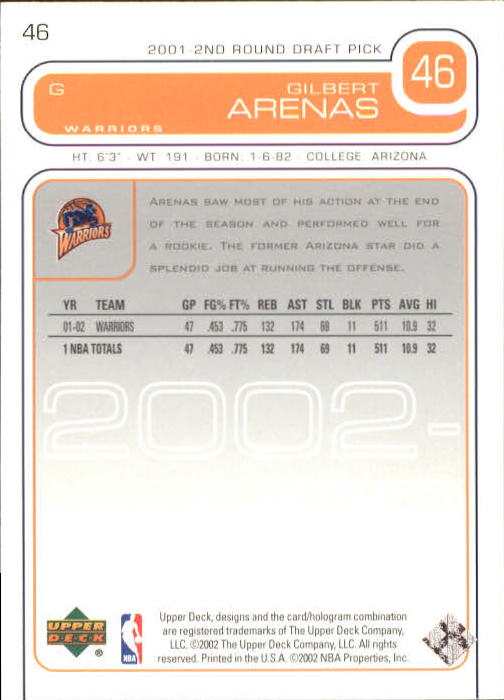 46
2001-2ND ROUND DRAFT PICK
46
G
GILBERT
ARENAS
WARRIORS
HT: 6'3" - WT: 191 - BORN: 1-6-82 - COLLEGE: ARIZONA
WARRIORS
ARENAS SAW MOST OF HIS ACTION AT THE END
OF THE SEASON AND PERFORMED WELL FOR
A ROOKIE. THE FORMER ARIZONA STAR DID A
SPLENDID JOB AT RUNNING THE OFFENSE.
YR TEAM GP FG% FT% REB AST STL BLK PTS AVG HI
01-02 WARRIORS 47 .453 .775 132 174 69 11 511 10.9 32
1 NBA TOTALS 47 .453 .775 132 174 69 11 511 10.9 32
2002-
UPPER
DECK
®
NBA
Upper Deck, designs and the card/hologram combination
are registered trademarks of The Upper Deck Company,
LLC. ©2002 The Upper Deck Company, LLC. All rights
reserved. Printed in the U.S.A. ©2002 NBA Properties, Inc.